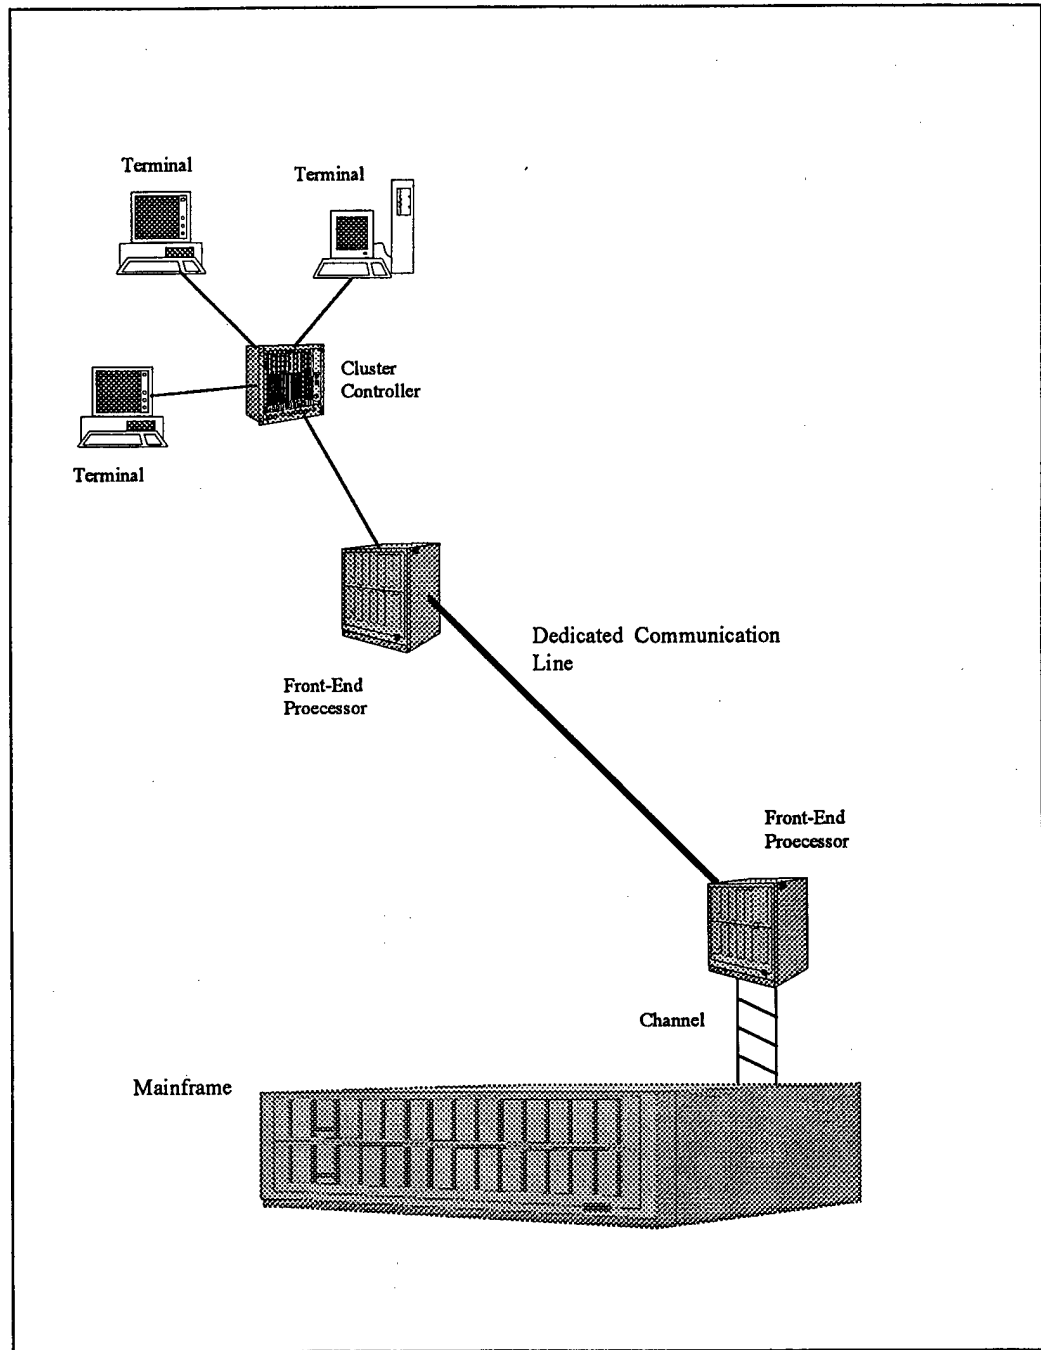 Terminal
Terminal
Cluster
Controller
Terminal
Dedicated Communication
Line
Front-End
Proecessor
Front-End
Proecessor
Channel
Mainframe